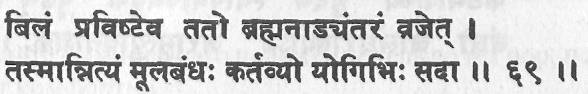 बिलं प्रविष्टेव ततो ब्रह्मनाड्यंतरं व्रजेत् ।
तस्मान्नित्यं मूलबंधः कर्तव्यो योगिभिः सदा ॥ ६९ ॥